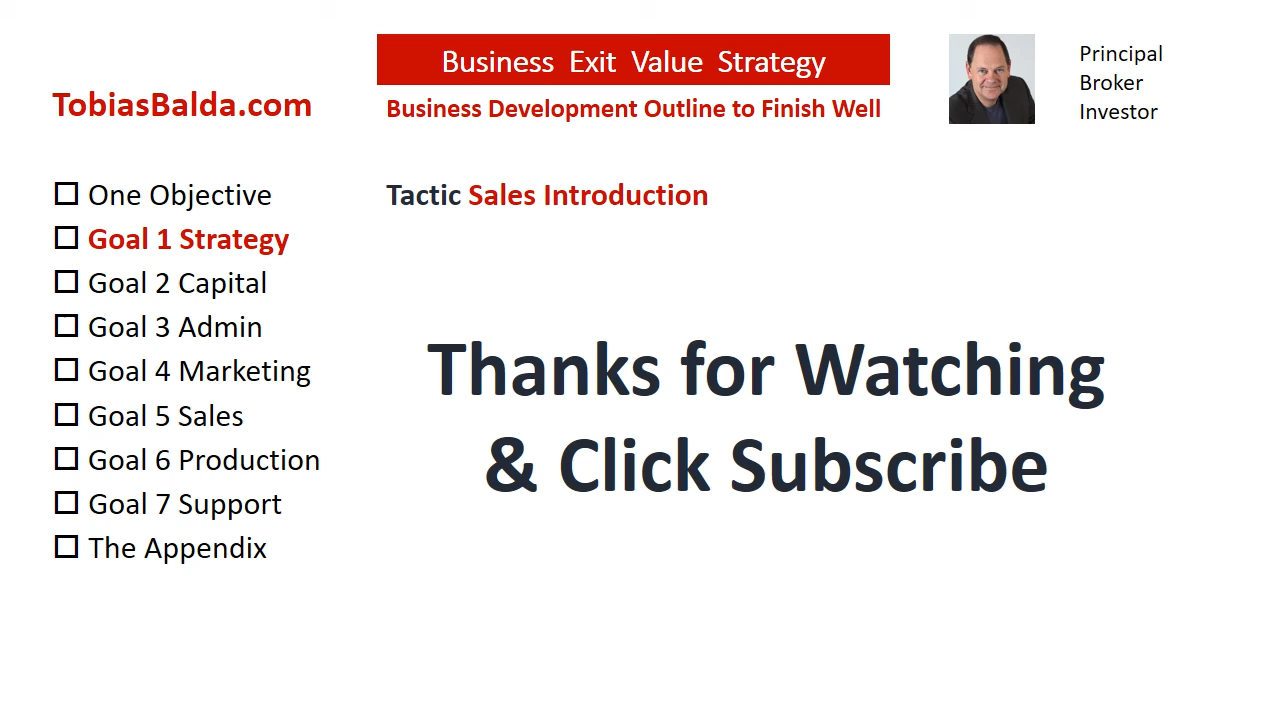 Business Exit Value Strategy
TobiasBalda.com
Business Development Outline to Finish Well
Principal
Broker
Investor
One Objective
Goal 1 Strategy
Goal 2 Capital
Goal 3 Admin
Goal 4 Marketing
Goal 5 Sales
Goal 6 Production
Goal 7 Support
The Appendix
Tactic Sales Introduction
Thanks for Watching
& Click Subscribe